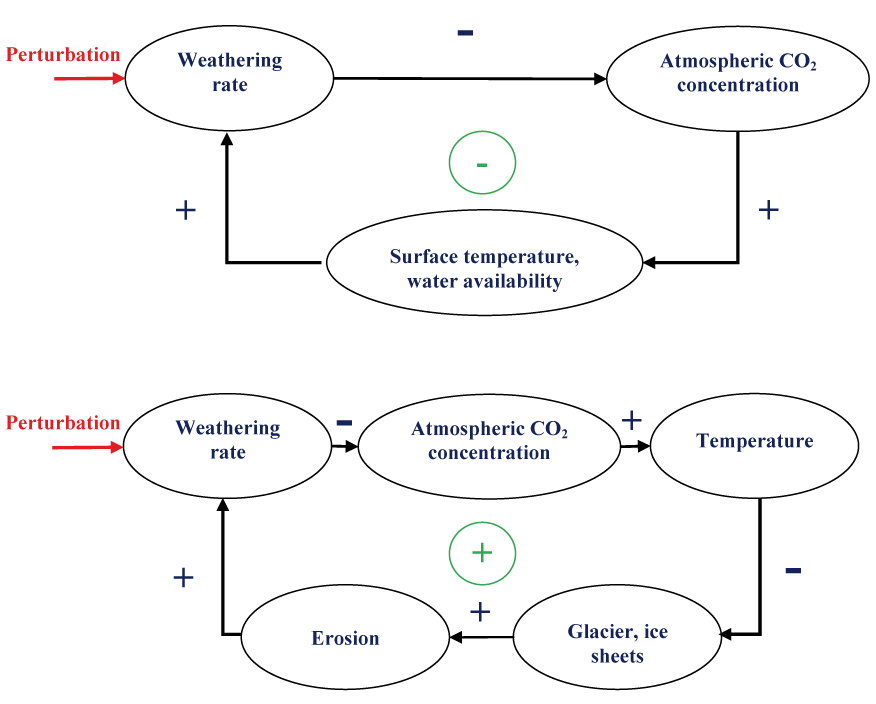 -
Perturbation
Weathering
rate
Atmospheric CO₂
concentration
-
+
+
Surface temperature,
water availability
Perturbation
Weathering
rate
-
Atmospheric CO₂
concentration
+
Temperature
+
+
-
+
Erosion
Glacier, ice
sheets